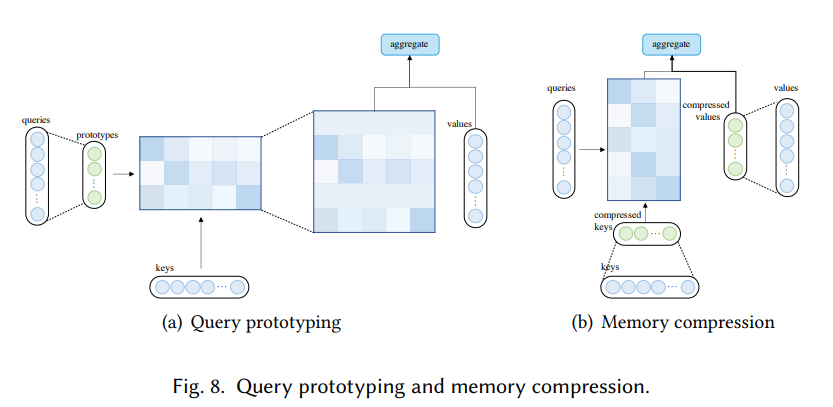 aggregate
queries
prototypes
values
keys
(a) Query prototyping
aggregate
queries
compressed
values
values
compressed
keys
keys
(b) Memory compression
Fig. 8. Query prototyping and memory compression.